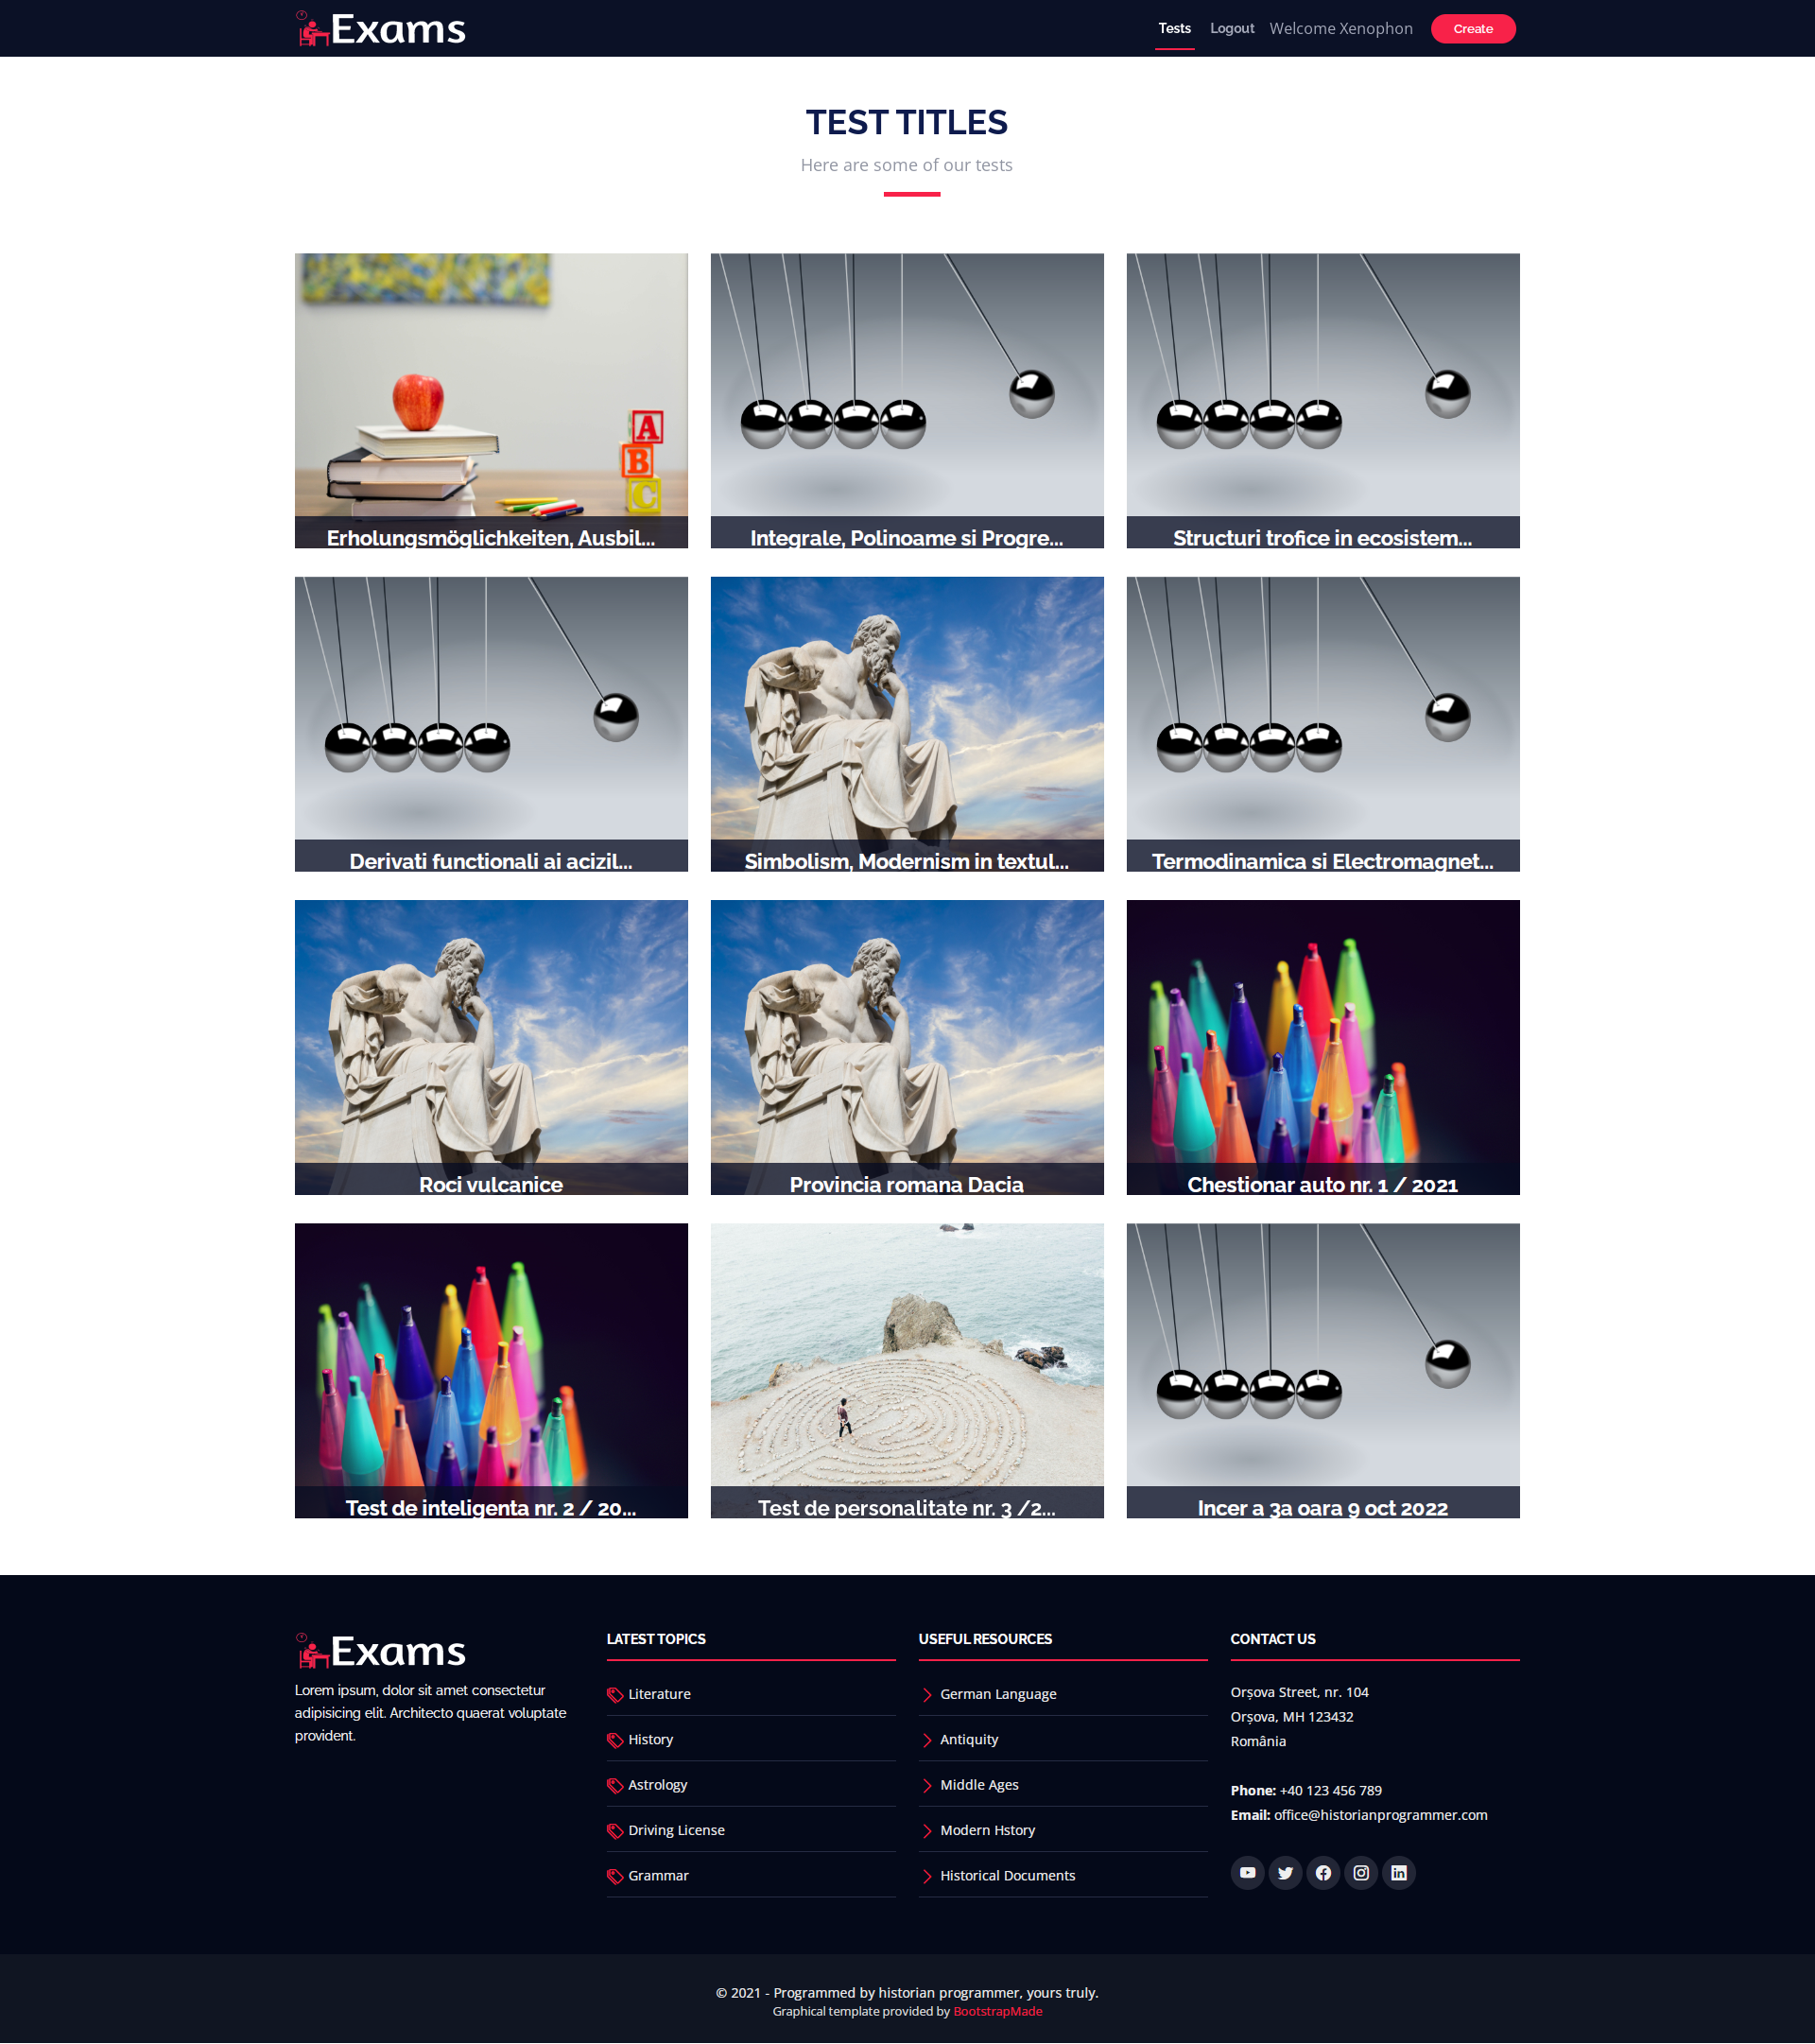 Exams
Tests Logout Welcome Xenophon Create
TEST TITLES
Here are some of our tests
A
B
C
Erholungsmöglichkeiten, Ausbil...
Integrale, Polinoame si Progre...
Structuri trofice in ecosistem...
Derivati functionali ai acizil...
Simbolism, Modernism in textul...
Termodinamica si Electromagnet...
Roci vulcanice
Provincia romana Dacia
Chestionar auto nr. 1 / 2021
Test de inteligenta nr. 2 / 20...
Test de personalitate nr. 3 /2...
Incer a 3a oara 9 oct 2022
Exams
Lorem ipsum, dolor sit amet consectetur
adipisicing elit. Architecto quaerat voluptate
provident.
LATEST TOPICS
Literature
History
Astrology
Driving License
Grammar
USEFUL RESOURCES
German Language
Antiquity
Middle Ages
Modern Hstory
Historical Documents
CONTACT US
Orșova Street, nr. 104
Orșova, MH 123432
România
Phone: +40 123 456 789
Email: office@historianprogrammer.com
© 2021 - Programmed by historian programmer, yours truly.
Graphical template provided by BootstrapMade